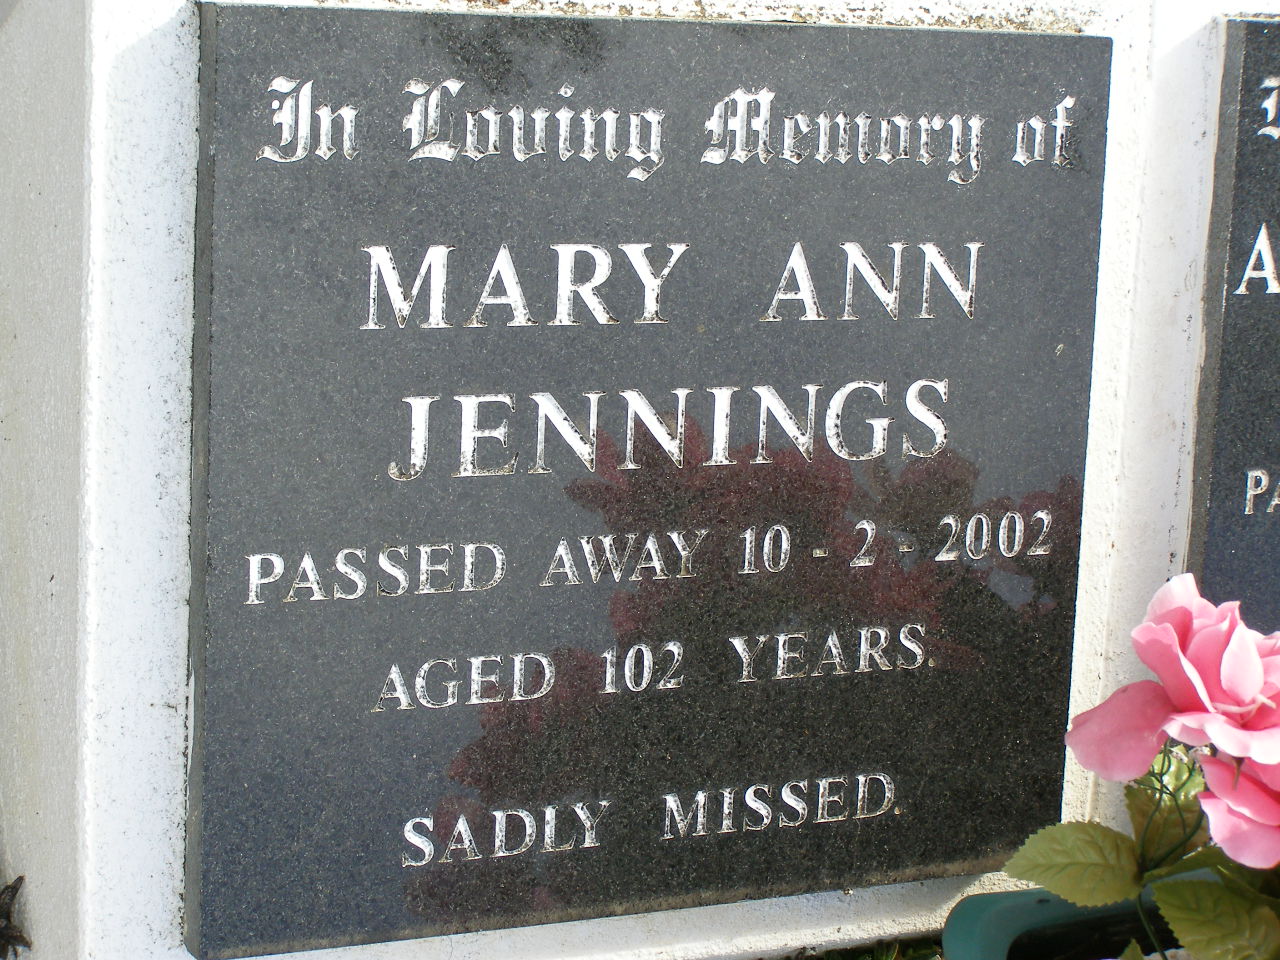 In Loving Memory of
MARY ANN
JENNINGS
PASSED AWAY 10 - 2 - 2002
AGED 102 YEARS.
SADLY MISSED.